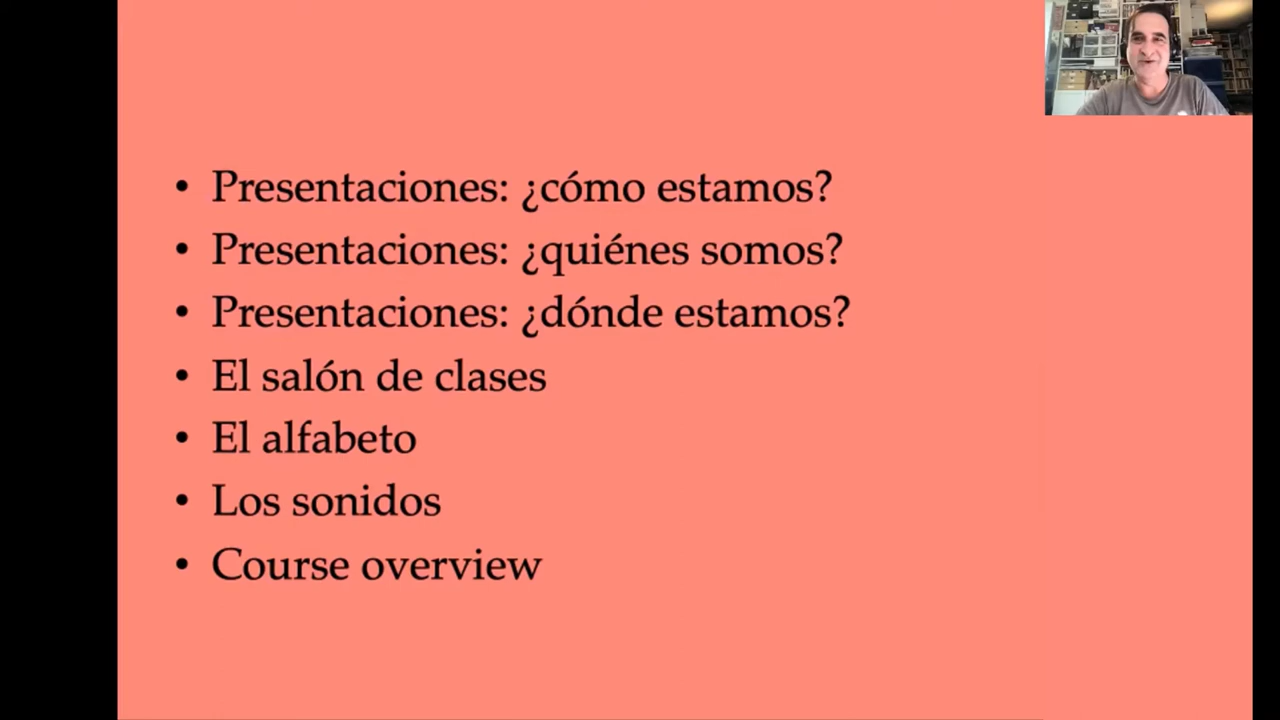 • Presentaciones: ¿cómo estamos?
• Presentaciones: ¿quiénes somos?
• Presentaciones: ¿dónde estamos?
• El salón de clases
• El alfabeto
• Los sonidos
• Course overview